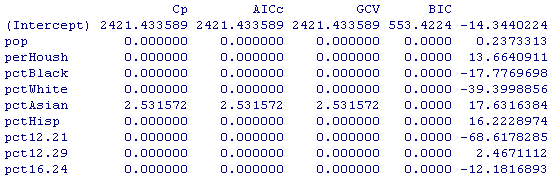 Cp AICc GCV BIC
(Intercept) 2421.433589 2421.433589 2421.433589 553.4224 -14.3440224
pop 0.000000 0.000000 0.000000 0.0000 0.2373313
perHoush 0.000000 0.000000 0.000000 0.0000 13.6640911
pctBlack 0.000000 0.000000 0.000000 0.0000 -17.7769698
pctWhite 0.000000 0.000000 0.000000 0.0000 -39.3998856
pctAsian 2.531572 2.531572 2.531572 0.0000 17.6316384
pctHisp 0.000000 0.000000 0.000000 0.0000 16.2228974
pct12.21 0.000000 0.000000 0.000000 0.0000 -68.6178285
pct12.29 0.000000 0.000000 0.000000 0.0000 2.4671112
pct16.24 0.000000 0.000000 0.000000 0.0000 -12.1816893